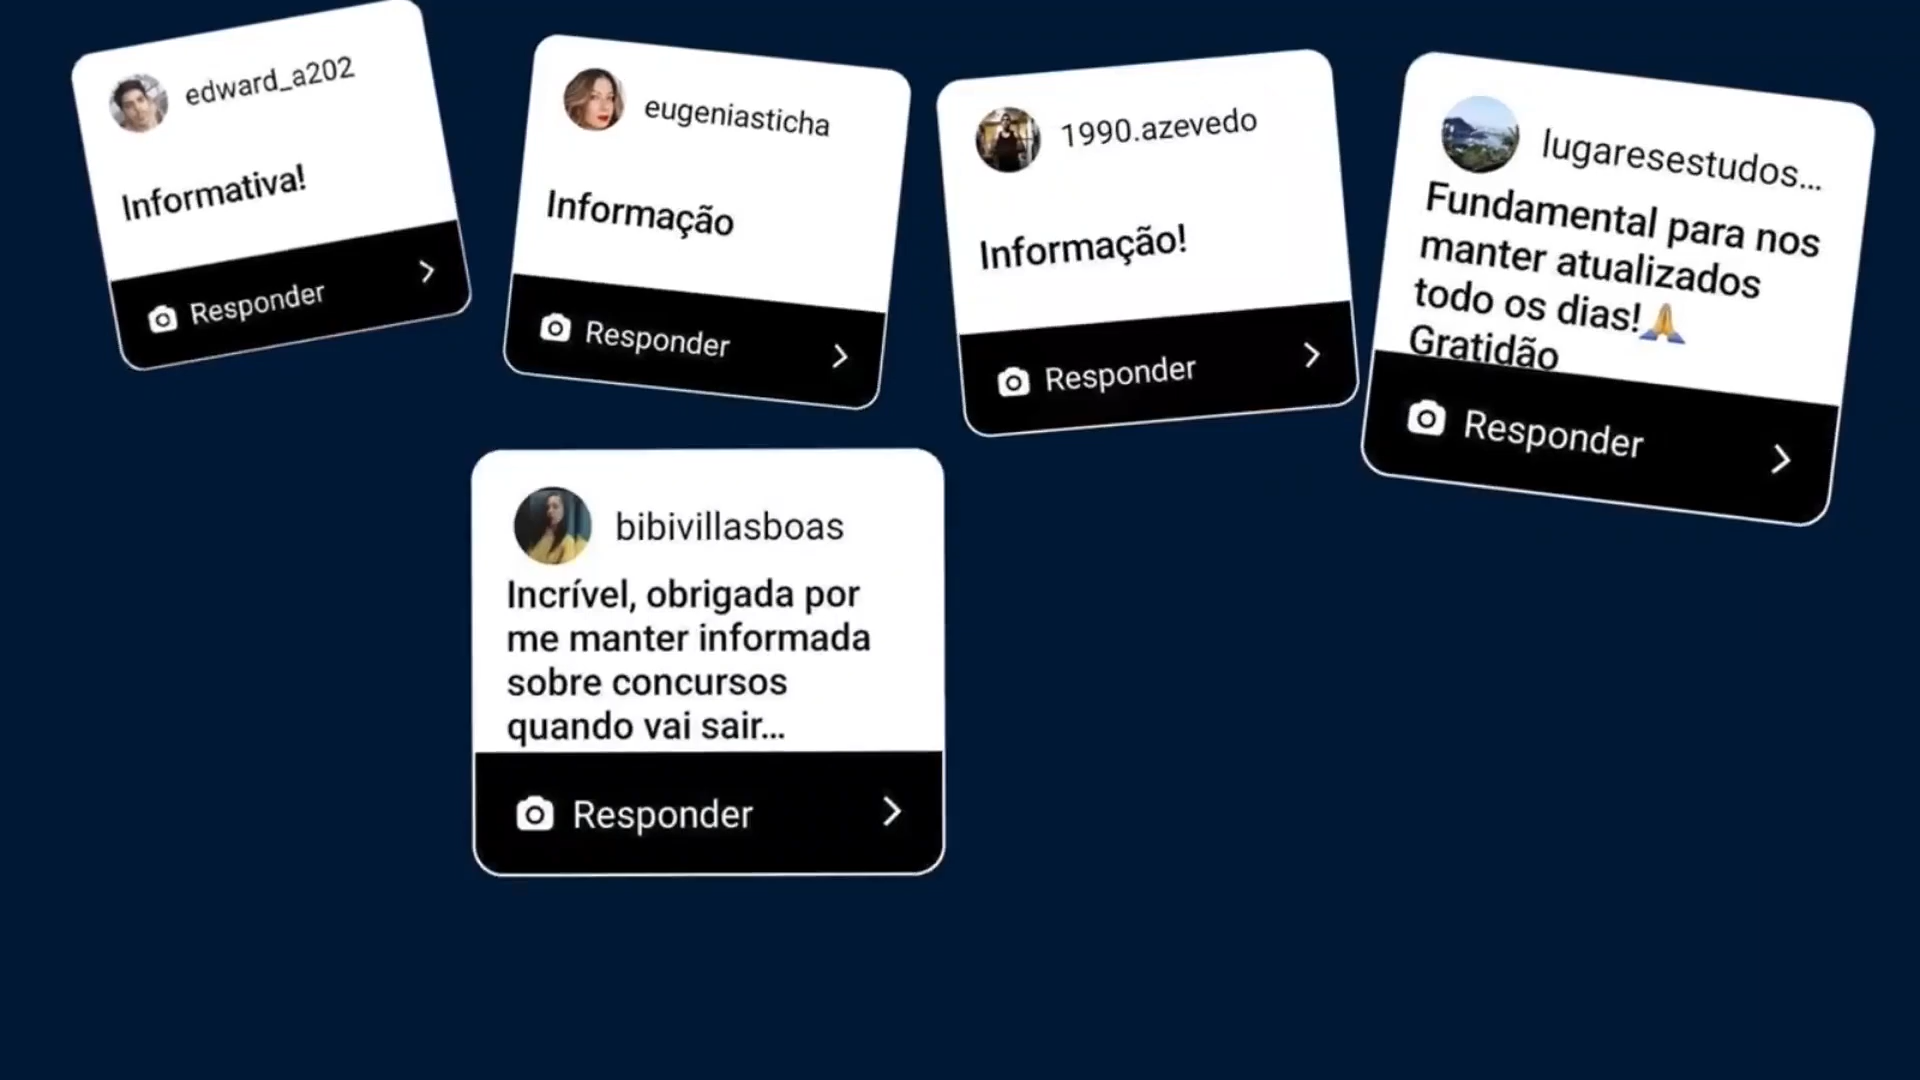 edward_a202
Informativa!
Responder
eugeniasticha
Informação
Responder
1990.azevedo
Informação!
Responder
lugaresestudos...
Fundamental para nos
manter atualizados
todo os dias!🙏
Gratidão
Responder
bibivillasboas
Incrível, obrigada por
me manter informada
sobre concursos
quando vai sair...
Responder